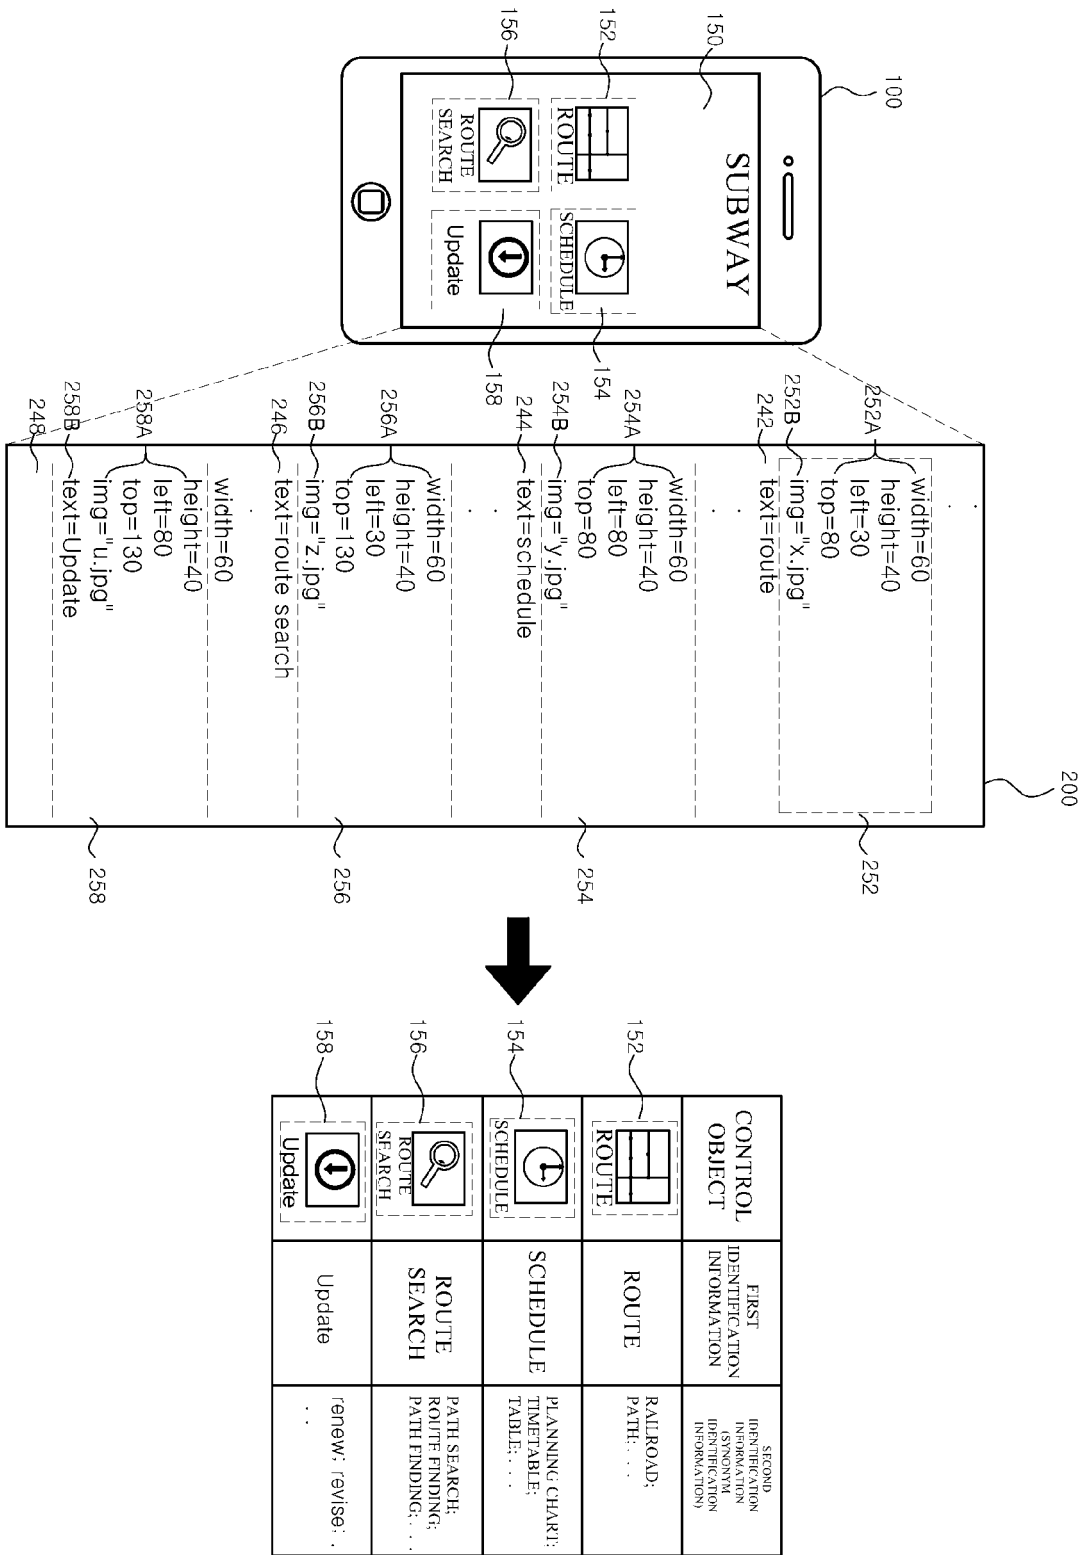 100
150
152
156
SUBWAY
ROUTE
SCHEDULE
ROUTE
SEARCH
Update
154
158
200
252A
252B
242
254A
254B
244
256A
256B
246
258A
258B
248
.
.
width=60
height=40
left=30
top=80
img="x.jpg"
text=route
.
.
width=60
height=40
left=80
top=80
img="y.jpg"
text=schedule
.
.
width=60
height=40
left=30
top=130
img="z.jpg"
text=route search
.
width=60
height=40
left=80
top=130
img="u.jpg"
text=Update
252
254
256
258
152
154
156
158
CONTROL
OBJECT
FIRST
IDENTIFICATION
INFORMATION
SECOND
IDENTIFICATION
INFORMATION
(SYNONYM
IDENTIFICATION
INFORMATION)
ROUTE
ROUTE
RAILROAD;
PATH; . . .
SCHEDULE
SCHEDULE
PLANNING CHART;
TIMETABLE;
TABLE; . . .
ROUTE
SEARCH
ROUTE
SEARCH
PATH SEARCH;
ROUTE FINDING;
PATH FINDING; . . .
Update
Update
renew; revise; .
. .